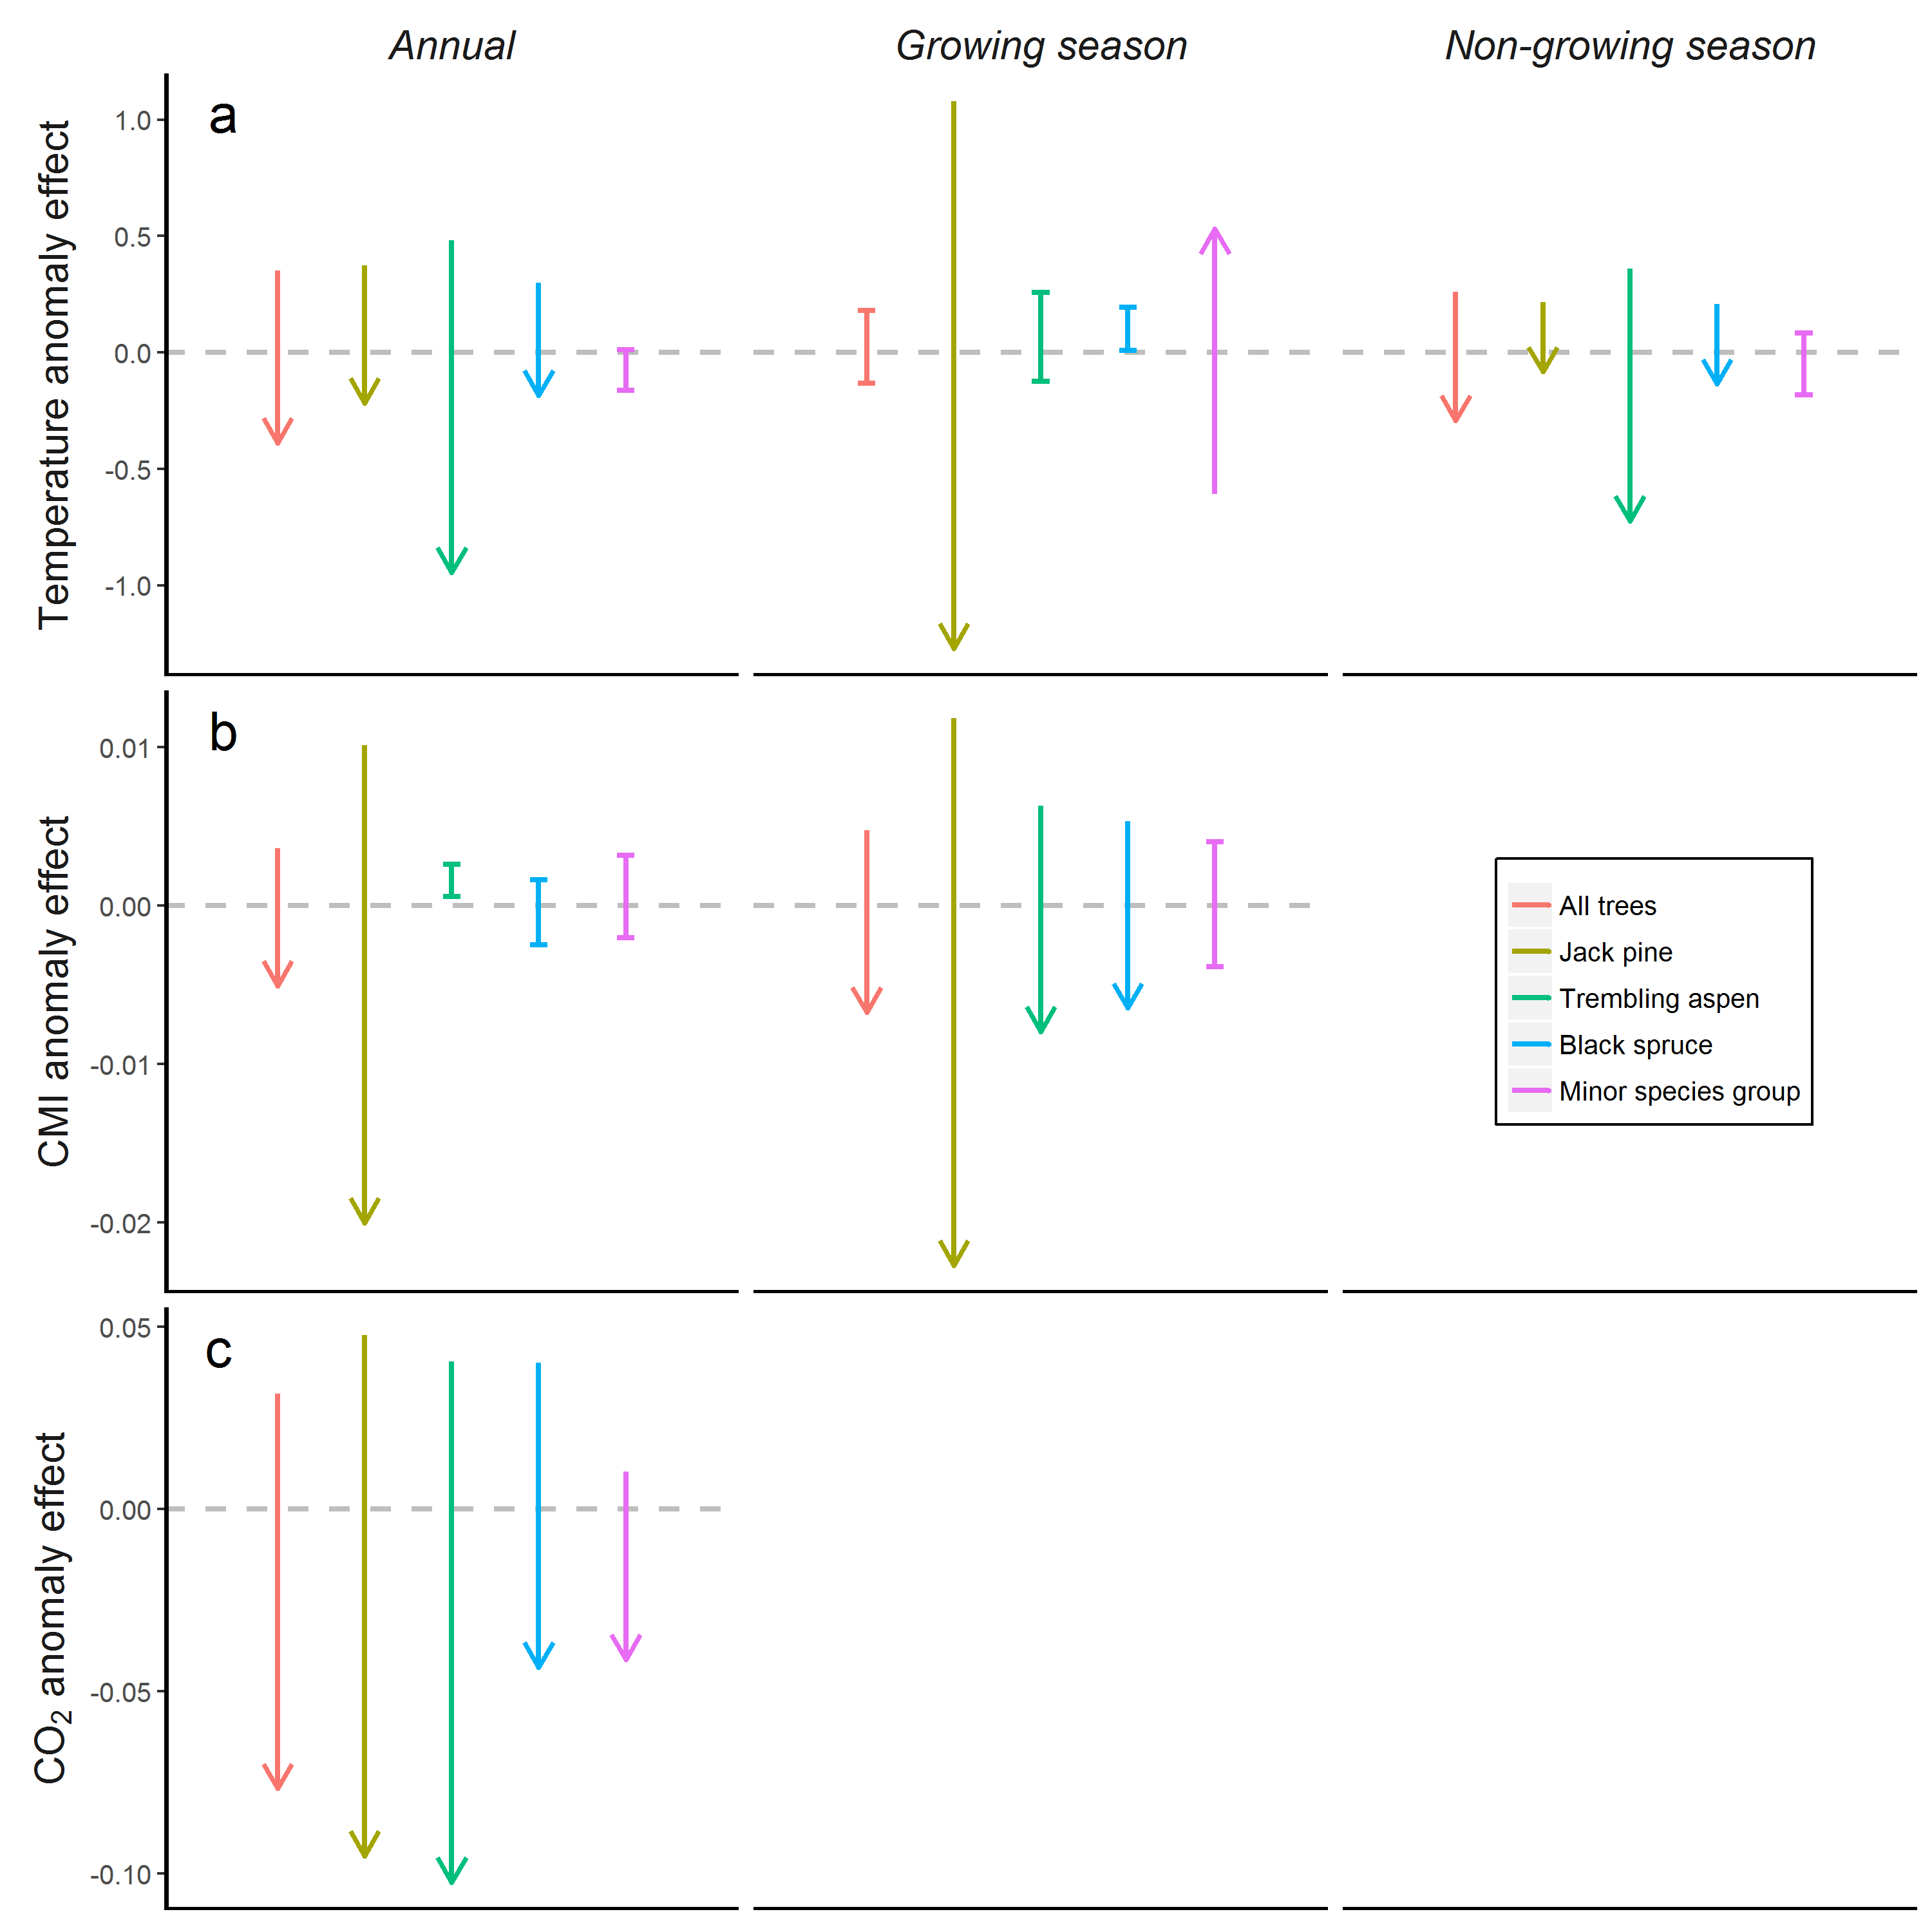 Annual
Growing season
Non-growing season
a
Temperature anomaly effect
1.0
0.5
0.0
-0.5
-1.0
b
CMI anomaly effect
0.01
0.00
-0.01
-0.02
All trees
Jack pine
Trembling aspen
Black spruce
Minor species group
c
CO₂ anomaly effect
0.05
0.00
-0.05
-0.10